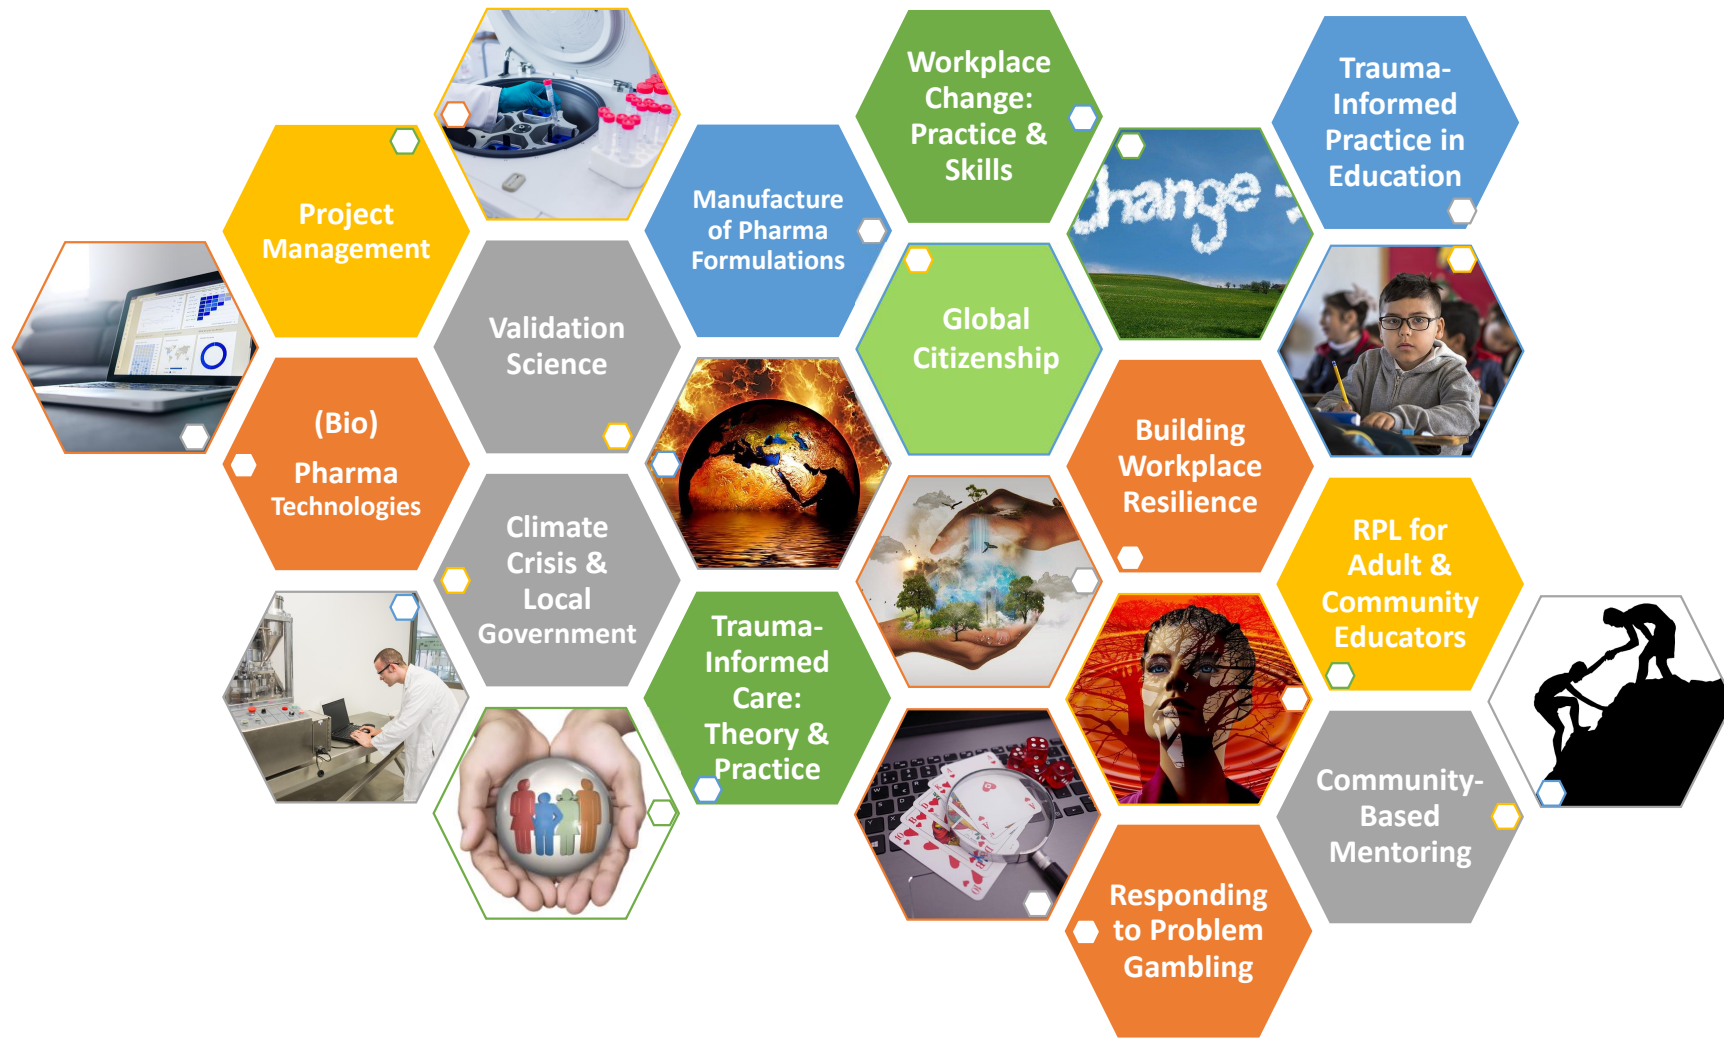 Project
Management
(Bio)
Pharma
Technologies
Validation
Science
Climate
Crisis &
Local
Government
Manufacture
of Pharma
Formulations
Trauma-
Informed
Care:
Theory &
Practice
Workplace
Change:
Practice &
Skills
Global
Citizenship
change
Building
Workplace
Resilience
Responding
to Problem
Gambling
Trauma-
Informed
Practice in
Education
RPL for
Adult &
Community
Educators
Community-
Based
Mentoring